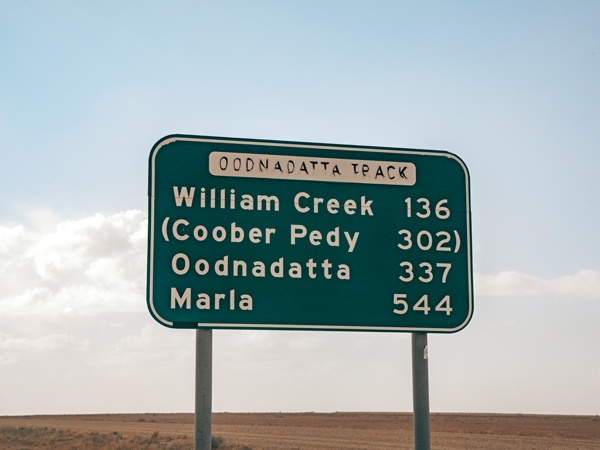 OODNADATTA TRACK
William Creek 136
(Coober Pedy 302)
Oodnadatta 337
Marla 544